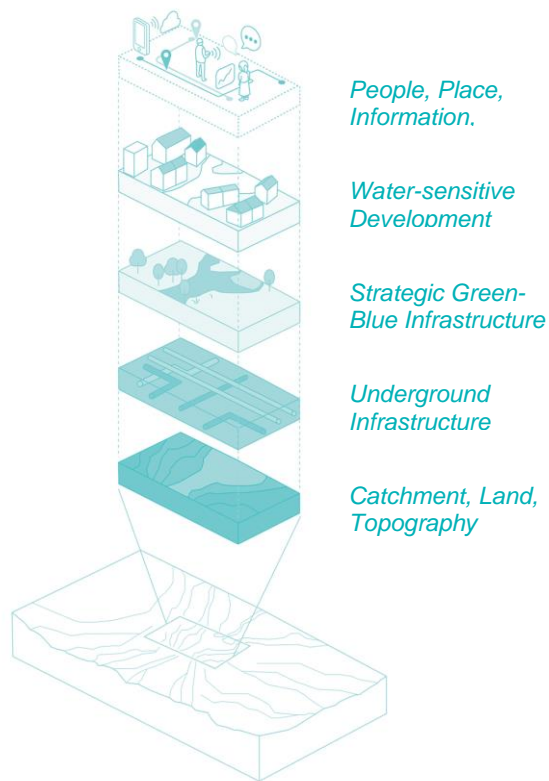 People, Place,
Information.
Water-sensitive
Development
Strategic Green-
Blue Infrastructure
Underground
Infrastructure
Catchment, Land,
Topography